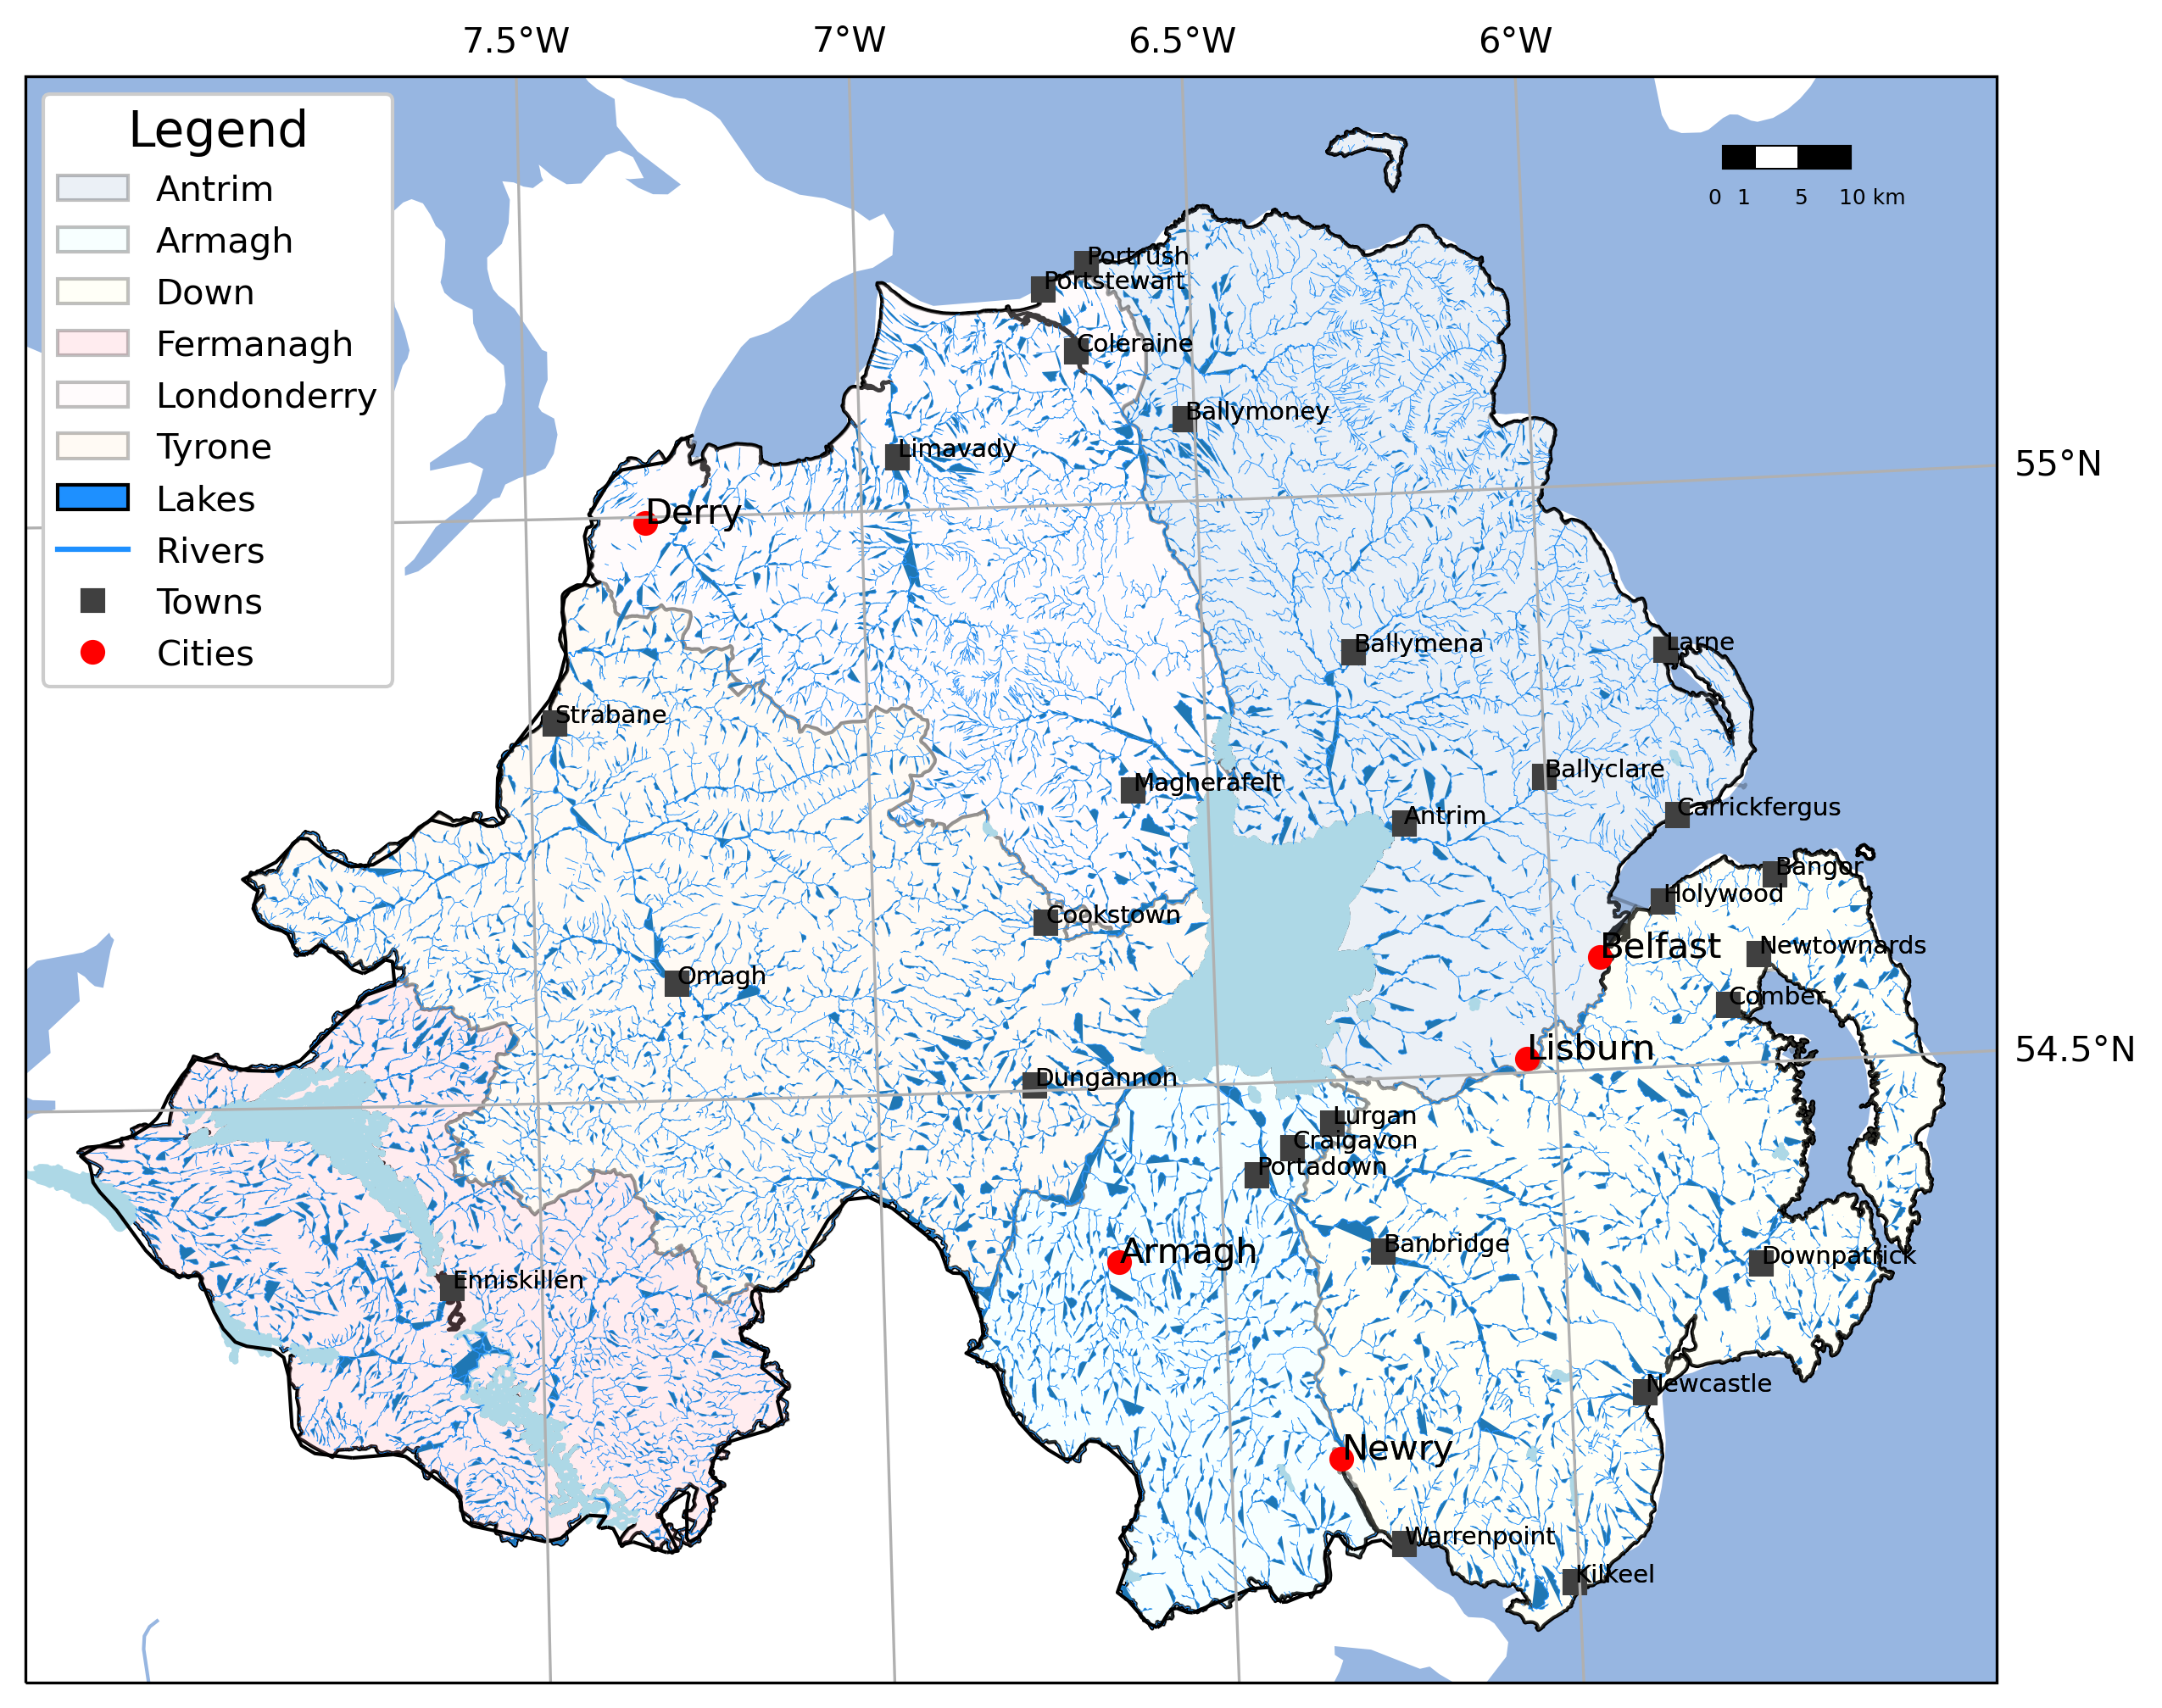 7.5°W 7°W 6.5°W 6°W
Legend
Antrim
Armagh
Down
Fermanagh
Londonderry
Tyrone
Lakes
Rivers
Towns
Cities
0 1 5 10 km
Portrush
Portstewart
Coleraine
Ballymoney
Limavady
55°N
Derry
Larne
Ballymena
Strabane
Ballyclare
Magherafelt
Carrickfergus
Antrim
Bangor
Holywood
Cookstown
Belfast
Newtownards
Omagh
Comber
Lisburn
54.5°N
Dungannon
Lurgan
Craigavon
Portadown
Banbridge
Armagh
Downpatrick
Enniskillen
Newcastle
Newry
Warrenpoint
Kilkeel